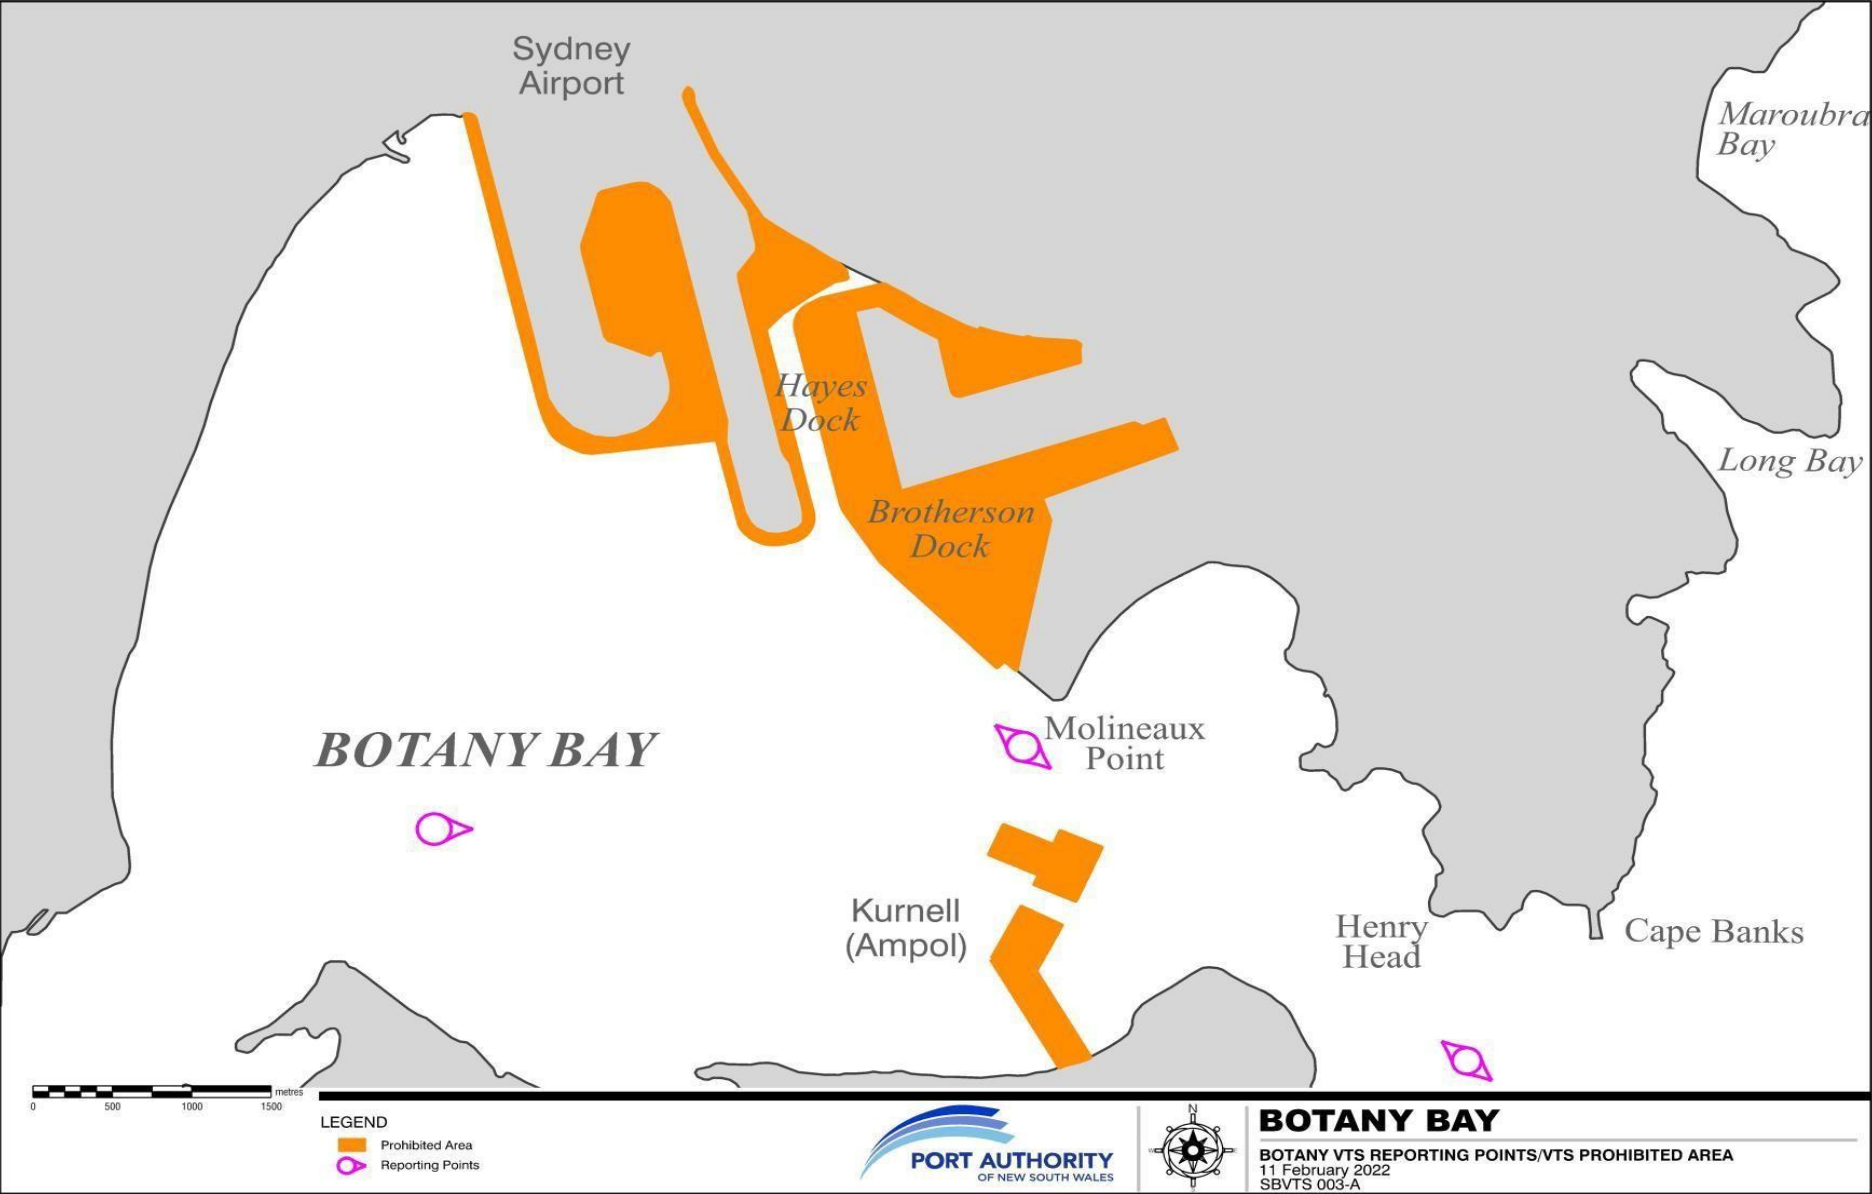 Sydney
Airport
Maroubra
Bay
Hayes
Dock
Long Bay
Brotherson
Dock
BOTANY BAY
Molineaux
Point
Kurnell
(Ampol)
Henry
Head
Cape Banks
metres
0 500 1000 1500
LEGEND
Prohibited Area
Reporting Points
PORT AUTHORITY
OF NEW SOUTH WALES
N
W E
S
BOTANY BAY
BOTANY VTS REPORTING POINTS/VTS PROHIBITED AREA
11 February 2022
SBVTS 003-A